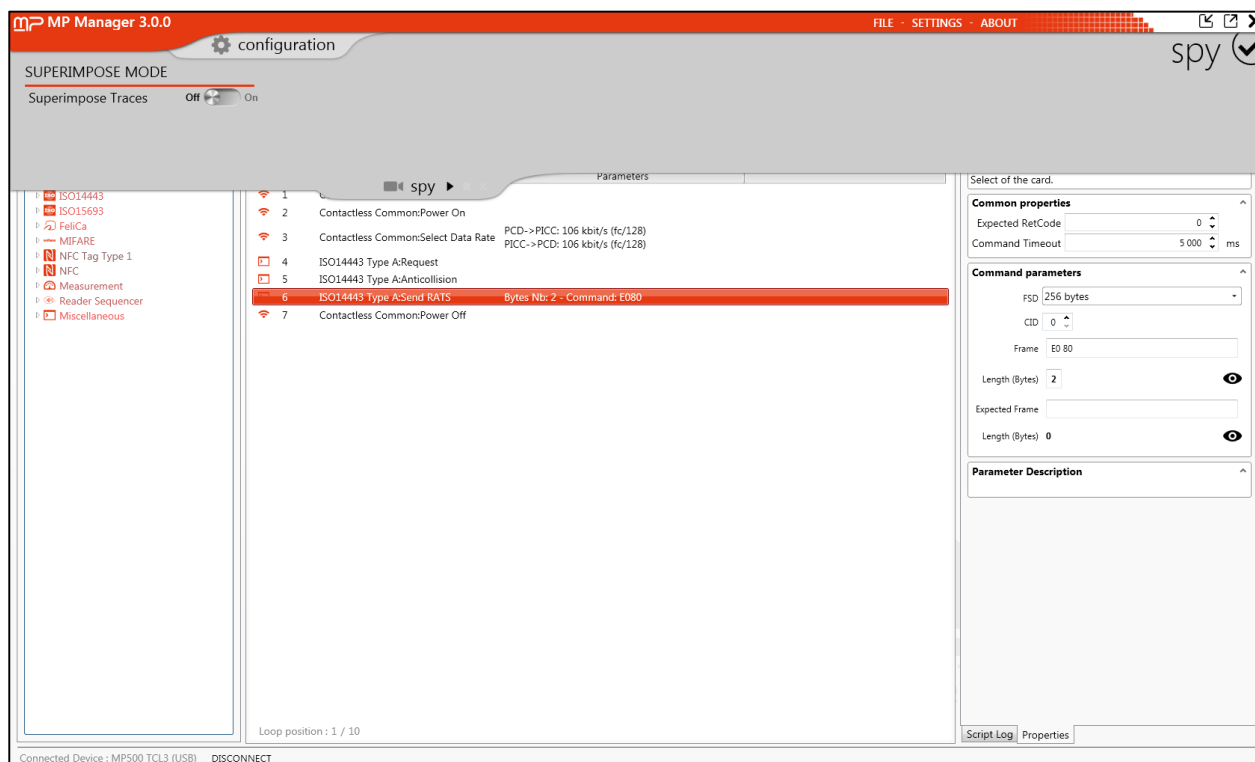 MP MP Manager 3.0.0
FILE - SETTINGS - ABOUT
configuration
spy
SUPERIMPOSE MODE
Superimpose Traces Off On
spy
Parameters
ISO14443
ISO15693
FeliCa
MIFARE
NFC Tag Type 1
NFC
Measurement
Reader Sequencer
Miscellaneous
1
2 Contactless Common:Power On
3 Contactless Common:Select Data Rate PCD->PICC: 106 kbit/s (fc/128)
PICC->PCD: 106 kbit/s (fc/128)
4 ISO14443 Type A:Request
5 ISO14443 Type A:Anticollision
6 ISO14443 Type A:Send RATS Bytes Nb: 2 - Command: E080
7 Contactless Common:Power Off
Loop position : 1 / 10
Select of the card.
Common properties
Expected RetCode 0
Command Timeout 5 000 ms
Command parameters
FSD 256 bytes
CID 0
Frame E0 80
Length (Bytes) 2
Expected Frame
Length (Bytes) 0
Parameter Description
Script Log Properties
Connected Device : MP500 TCL3 (USB) DISCONNECT